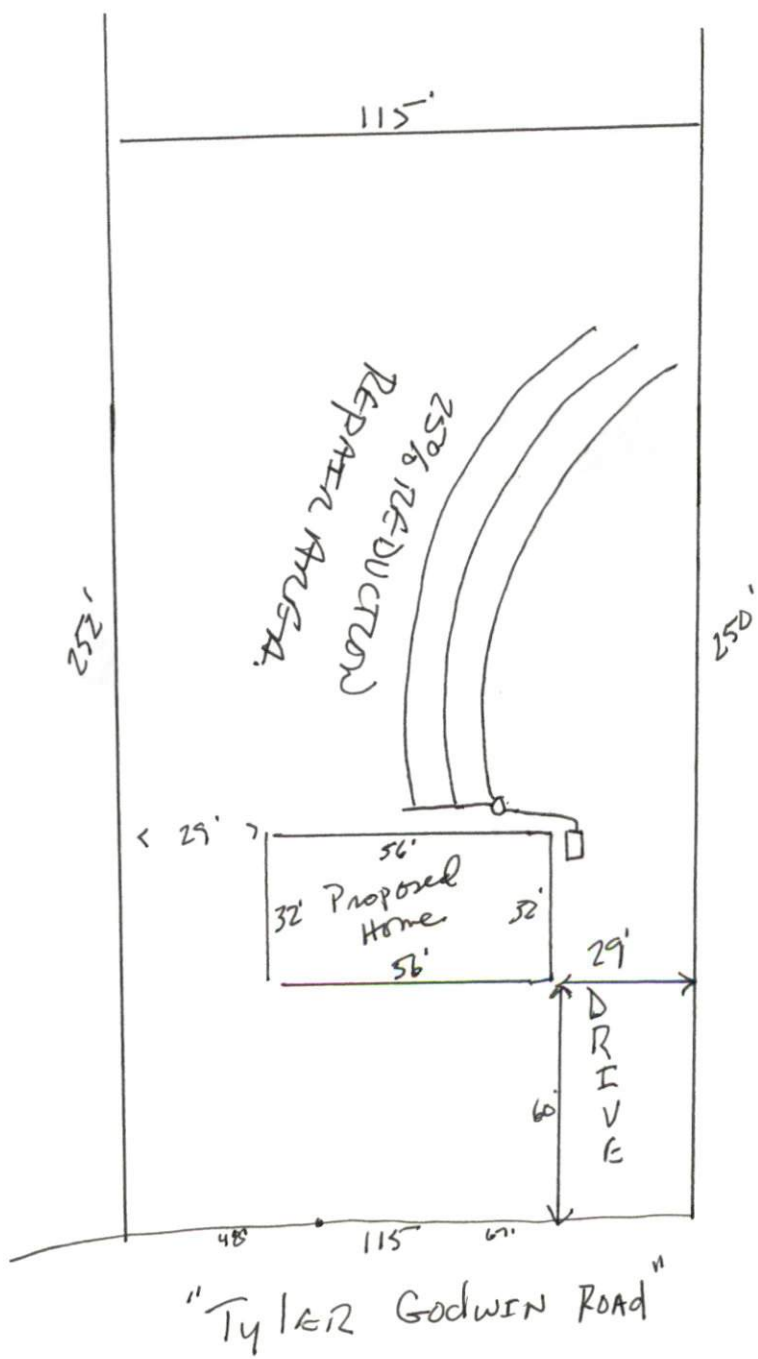 115'
25% REDUCTION
REPAIR AREA.
252'
250'
< 29' >
56'
32'
Proposed
Home
32'
56'
29'
DRIVE
60'
48'
115
67'
"Tyler Godwin Road"